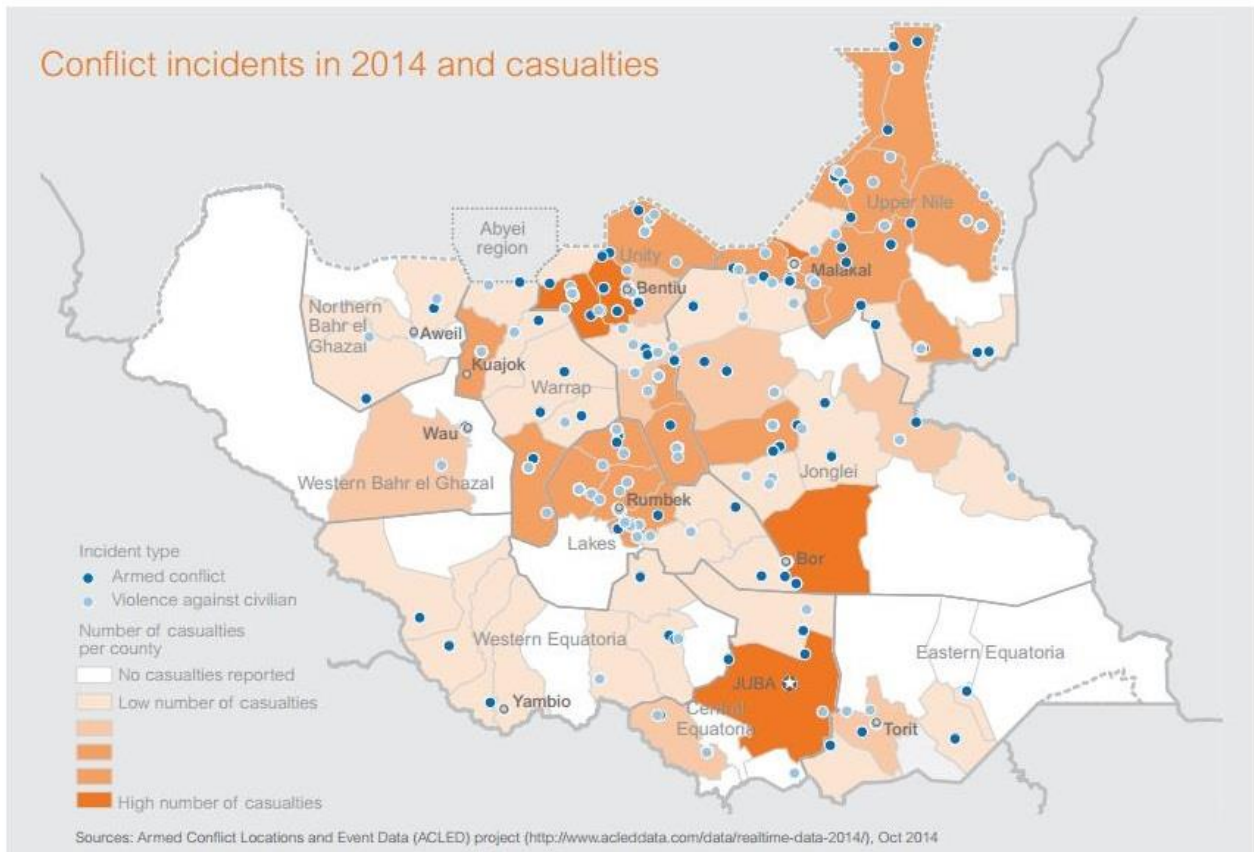 Conflict incidents in 2014 and casualties
Abyei
region
Upper Nile
Unity
Malakal
Bentiu
Northern
Bahr el
Ghazal
Aweil
Kuajok
Warrap
Wau
Western Bahr el Ghazal
Jonglei
Rumbek
Lakes
Bor
Western Equatoria
Eastern Equatoria
JUBA
Central
Equatoria
Yambio
Torit
Incident type
Armed conflict
Violence against civilian
Number of casualties
per county
No casualties reported
Low number of casualties
High number of casualties
Sources: Armed Conflict Locations and Event Data (ACLED) project (http://www.acleddata.com/data/realtime-data-2014/), Oct 2014